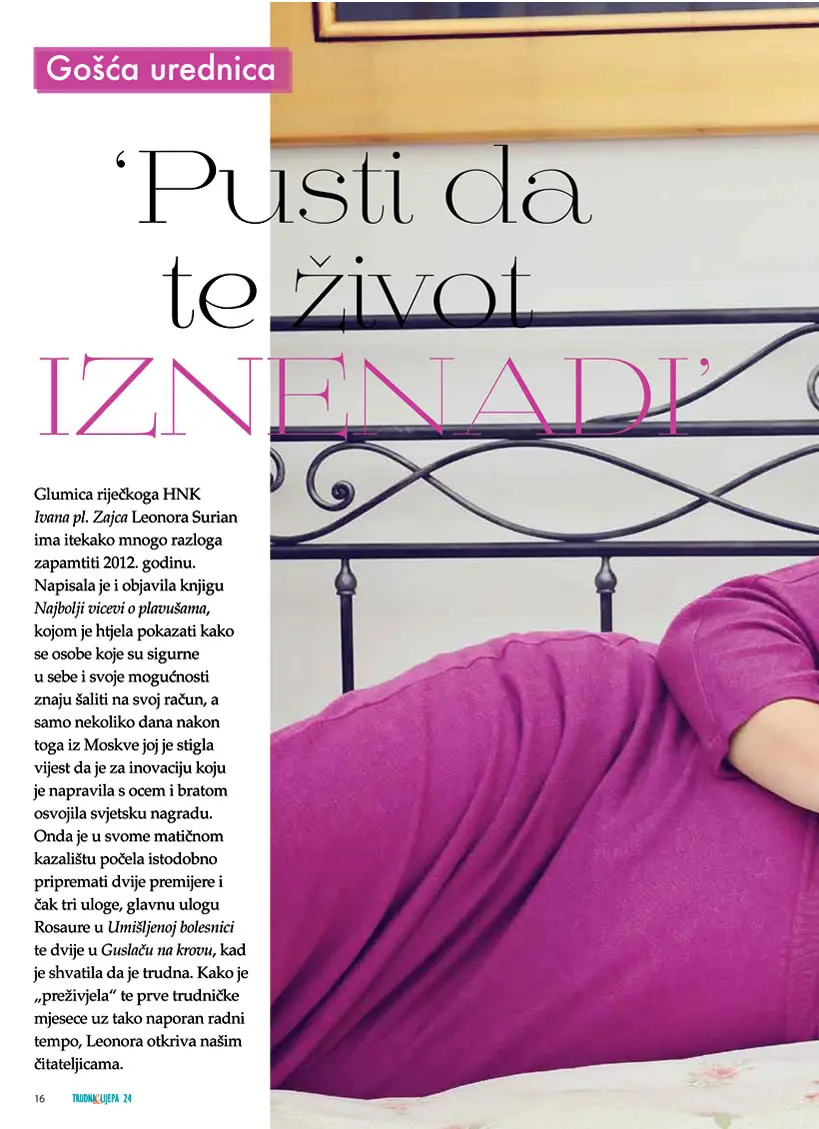 Gošća urednica
‘Pusti da
te život
IZNENADI’
Glumica riječkoga HNK
Ivana pl. Zajca Leonora Surian
ima itekako mnogo razloga
zapamtiti 2012. godinu.
Napisala je i objavila knjigu
Najbolji vicevi o plavušama,
kojom je htjela pokazati kako
se osobe koje su sigurne
u sebe i svoje mogućnosti
znaju šaliti na svoj račun, a
samo nekoliko dana nakon
toga iz Moskve joj je stigla
vijest da je za inovaciju koju
je napravila s ocem i bratom
osvojila svjetsku nagradu.
Onda je u svome matičnom
kazalištu počela istodobno
pripremati dvije premijere i
čak tri uloge, glavnu ulogu
Rosaure u Umišljenoj bolesnici
te dvije u Guslaču na krovu, kad
je shvatila da je trudna. Kako je
„preživjela“ te prve trudničke
mjesece uz tako naporan radni
tempo, Leonora otkriva našim
čitateljicama.
16 TRUDNA&LIJEPA 24